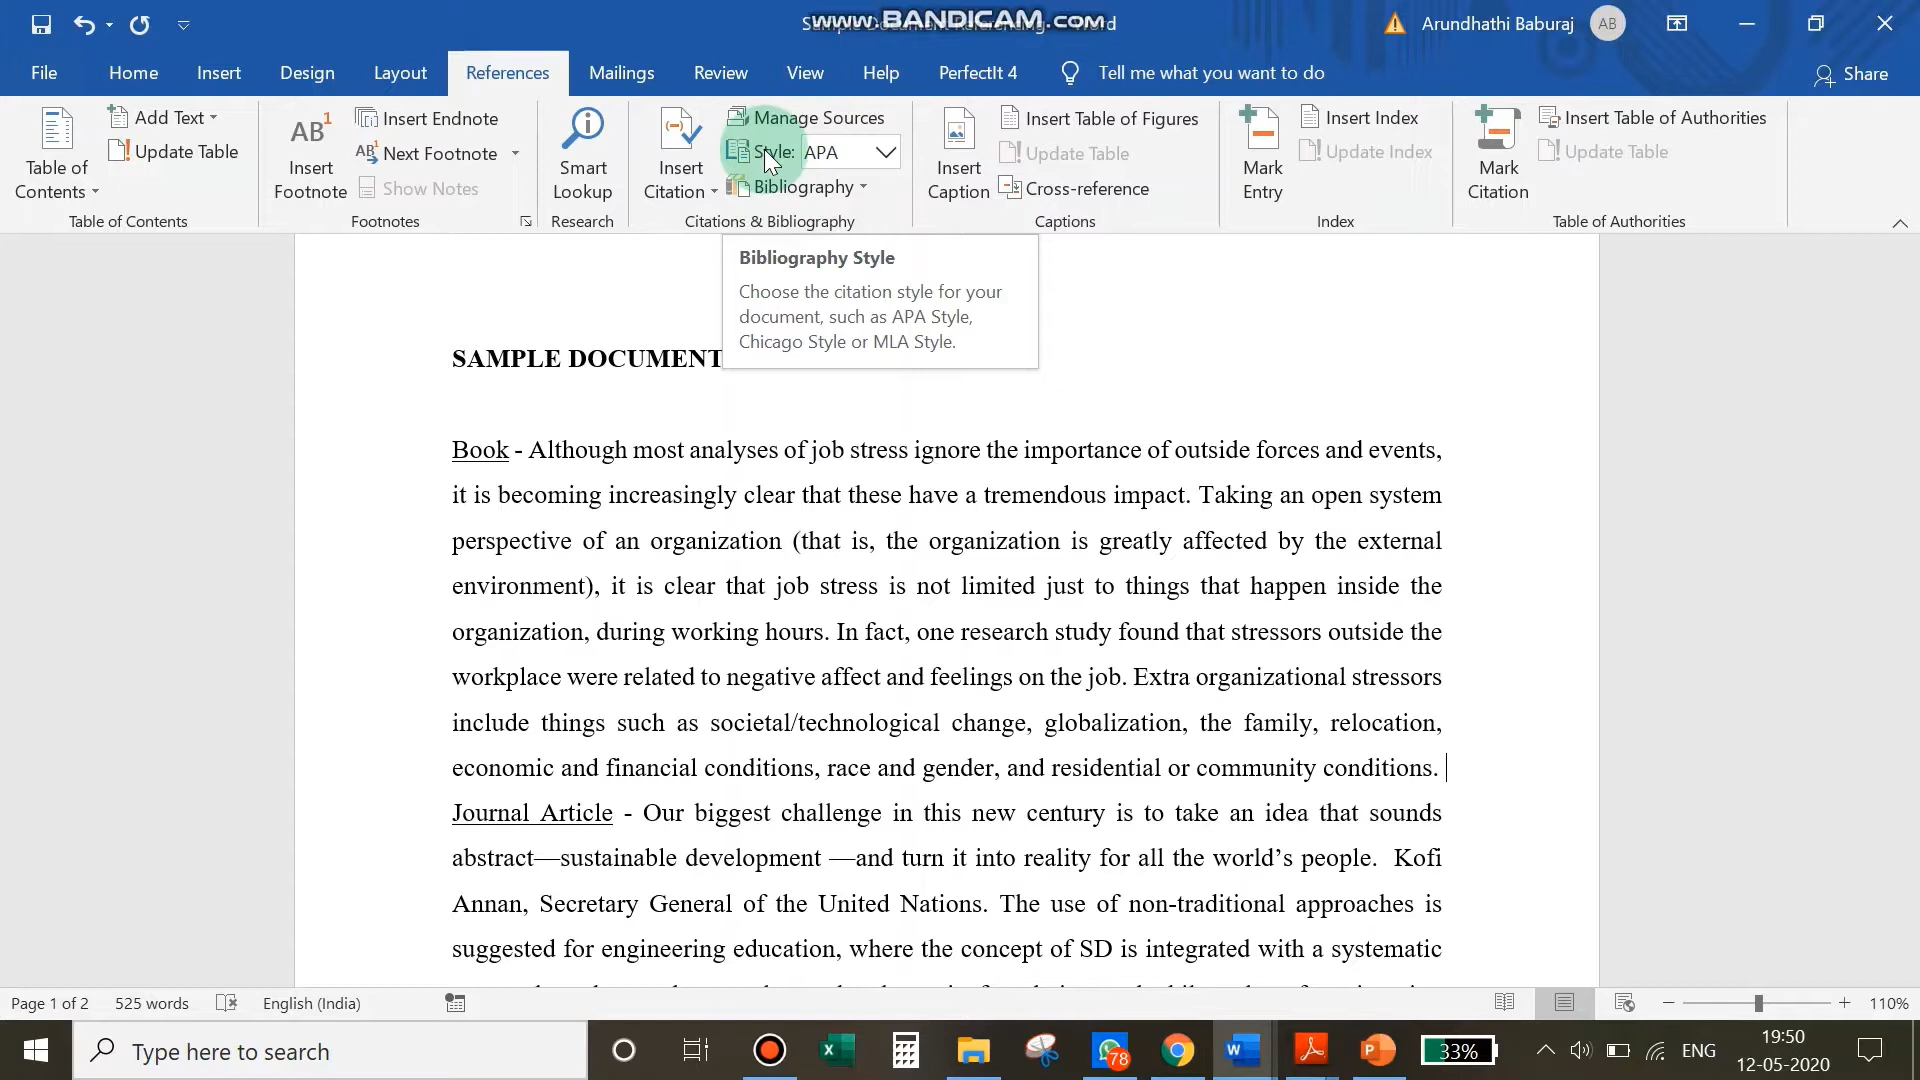 www.BANDICAM.com
Arundhathi Baburaj AB
File Home Insert Design Layout References Mailings Review View Help PerfectIt 4 Tell me what you want to do Share
Table of Contents
Add Text
Update Table
Table of Contents
AB1
Insert Footnote
Insert Endnote
Next Footnote
Show Notes
Footnotes
Smart Lookup
Research
Insert Citation
Manage Sources
Style: APA
Bibliography
Citations & Bibliography
Insert Caption
Insert Table of Figures
Update Table
Cross-reference
Captions
Mark Entry
Insert Index
Update Index
Index
Mark Citation
Insert Table of Authorities
Update Table
Table of Authorities
Bibliography Style
Choose the citation style for your
document, such as APA Style,
Chicago Style or MLA Style.
SAMPLE DOCUMENT
Book - Although most analyses of job stress ignore the importance of outside forces and events,
it is becoming increasingly clear that these have a tremendous impact. Taking an open system
perspective of an organization (that is, the organization is greatly affected by the external
environment), it is clear that job stress is not limited just to things that happen inside the
organization, during working hours. In fact, one research study found that stressors outside the
workplace were related to negative affect and feelings on the job. Extra organizational stressors
include things such as societal/technological change, globalization, the family, relocation,
economic and financial conditions, race and gender, and residential or community conditions.
Journal Article - Our biggest challenge in this new century is to take an idea that sounds
abstract—sustainable development —and turn it into reality for all the world's people. Kofi
Annan, Secretary General of the United Nations. The use of non-traditional approaches is
suggested for engineering education, where the concept of SD is integrated with a systematic
Page 1 of 2 525 words English (India) 110%
Type here to search
78
33%
ENG
19:50
12-05-2020